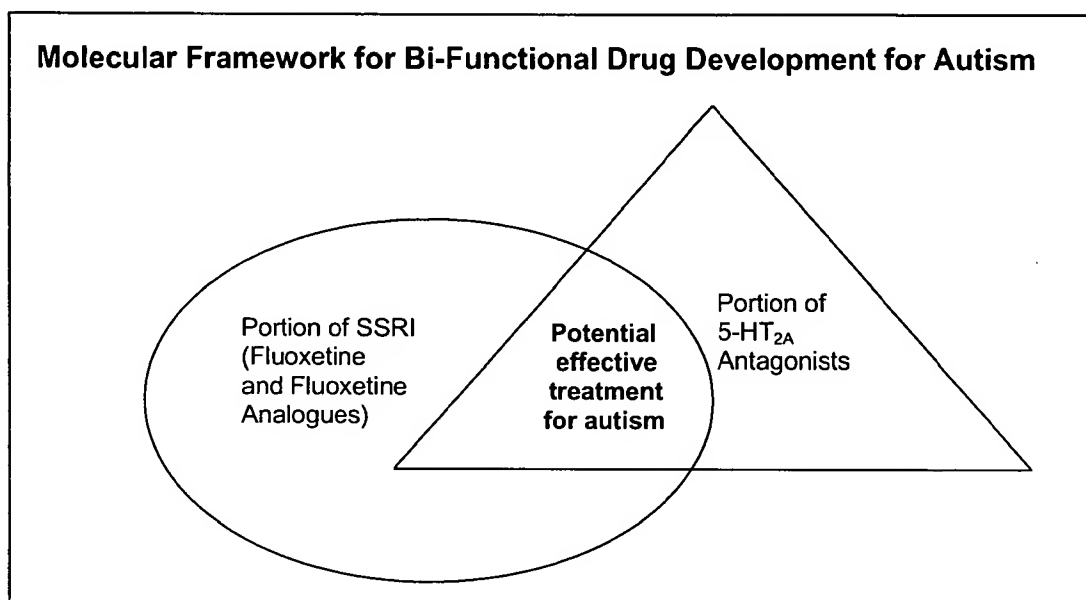 Molecular Framework for Bi-Functional Drug Development for Autism
Portion of SSRI
(Fluoxetine
and Fluoxetine
Analogues)
Potential
effective
treatment
for autism
Portion of
5-HT2A
Antagonists